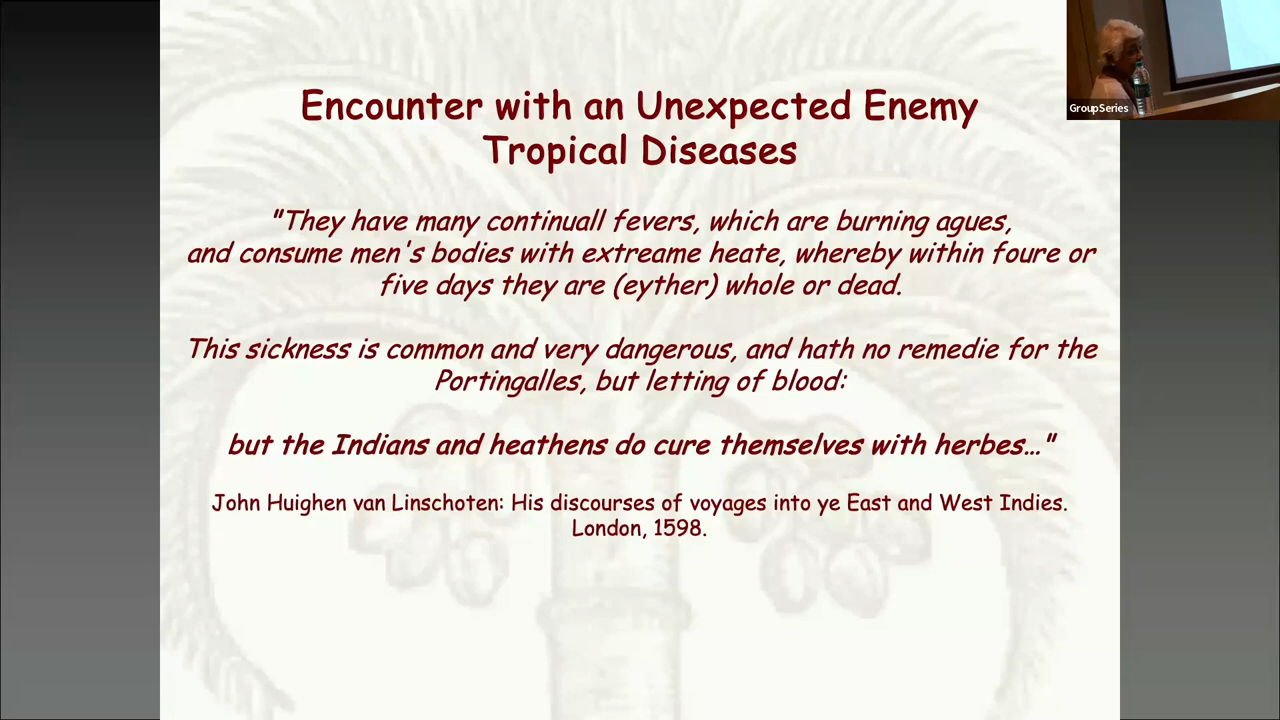 Encounter with an Unexpected Enemy
Tropical Diseases
"They have many continuall fevers, which are burning agues,
and consume men's bodies with extreame heate, whereby within foure or
five days they are (eyther) whole or dead.
This sickness is common and very dangerous, and hath no remedie for the
Portingalles, but letting of blood:
but the Indians and heathens do cure themselves with herbes..."
John Huighen van Linschoten: His discourses of voyages into ye East and West Indies.
London, 1598.
GroupSeries